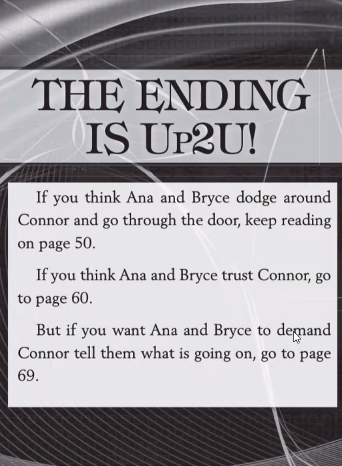 THE ENDING
IS UP2U!
If you think Ana and Bryce dodge around
Connor and go through the door, keep reading
on page 50.
If you think Ana and Bryce trust Connor, go
to page 60.
But if you want Ana and Bryce to demand
Connor tell them what is going on, go to page
69.